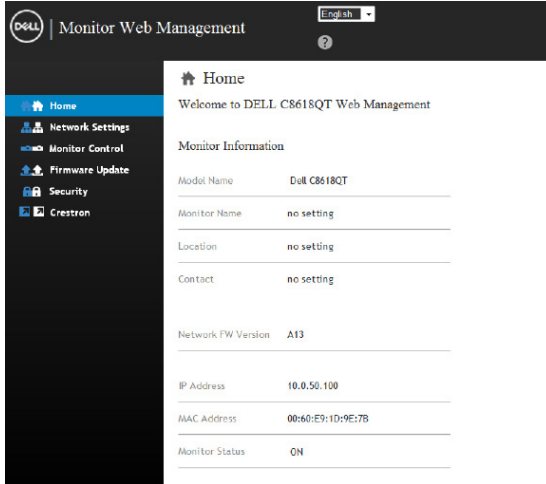 DELL Monitor Web Management
English
?
Home
Network Settings
Monitor Control
Firmware Update
Security
Crestron
Home
Welcome to DELL C8618QT Web Management
Monitor Information
Model Name Dell C8618QT
Monitor Name no setting
Location no setting
Contact no setting
Network FW Version A13
IP Address 10.0.50.100
MAC Address 00:60:E9:1D:9E:7B
Monitor Status ON